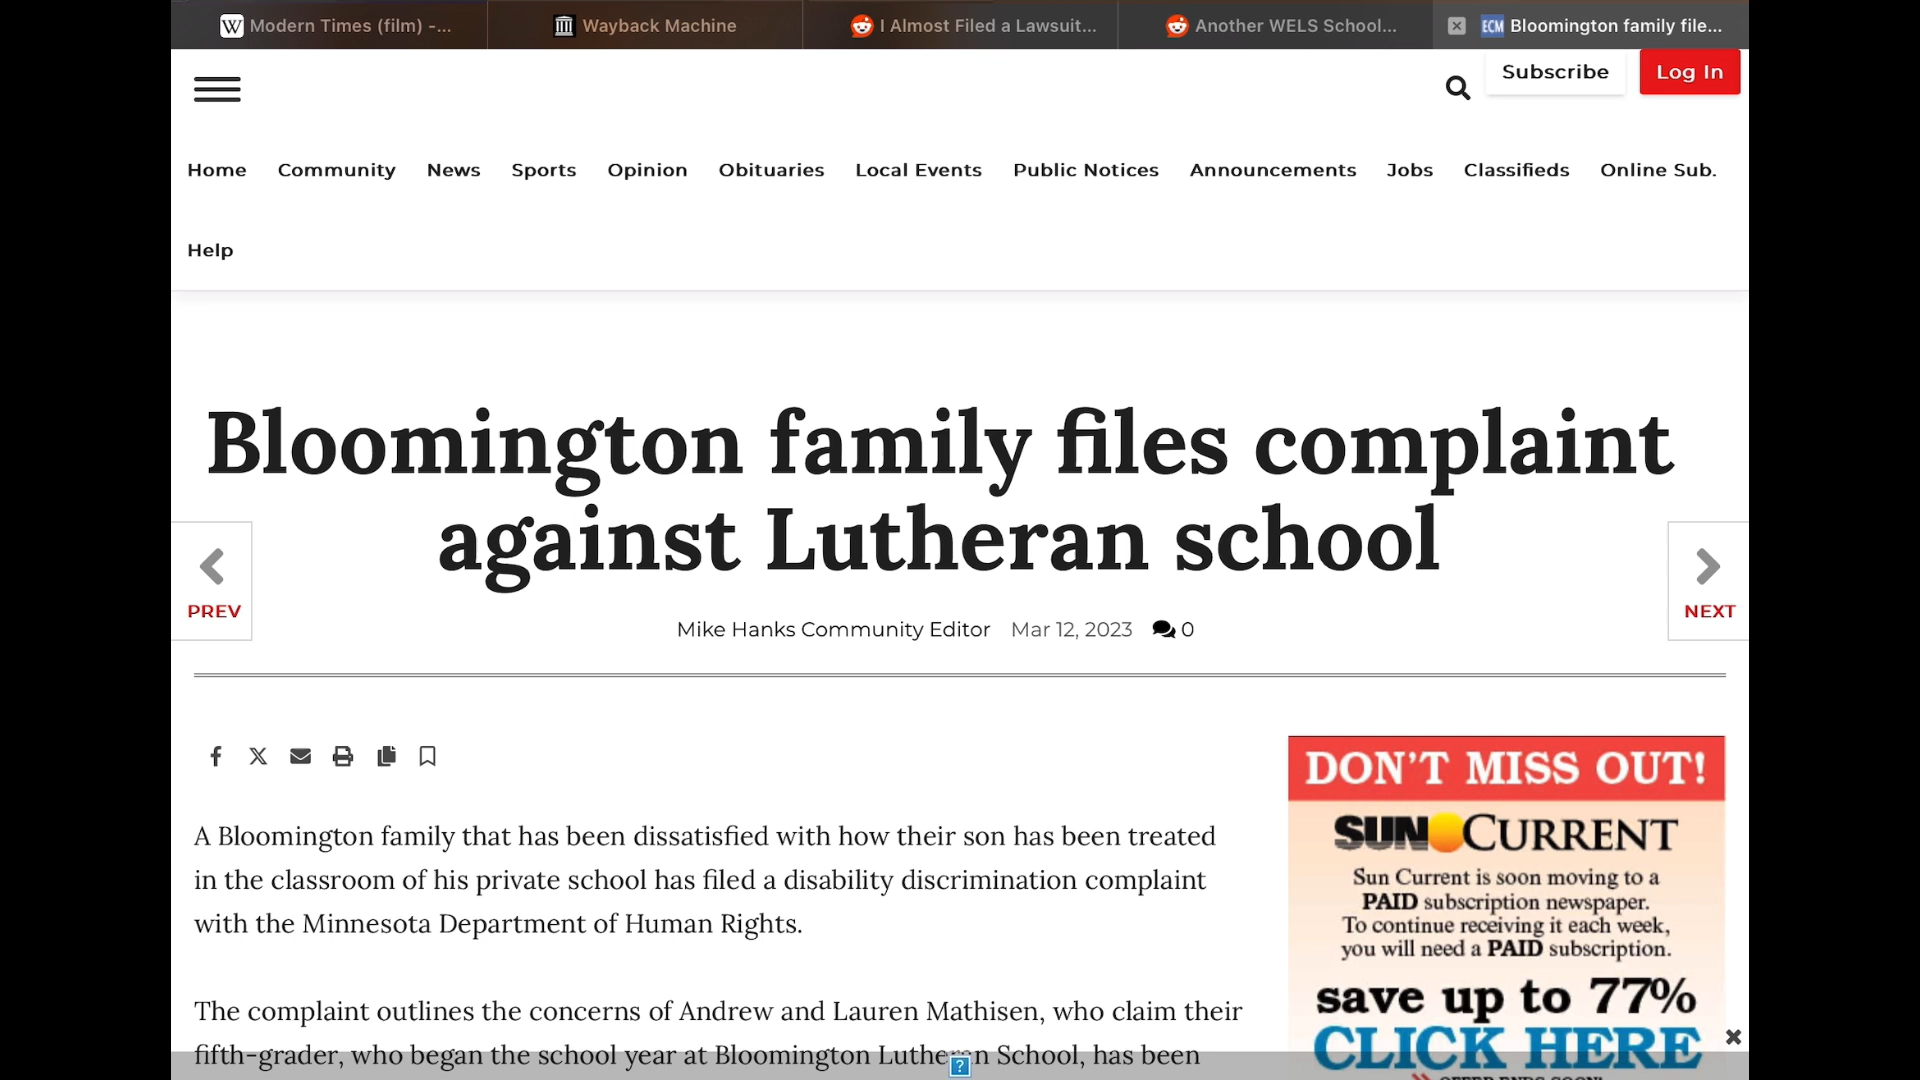 Modern Times (film) -...
Wayback Machine
I Almost Filed a Lawsuit...
Another WELS School...
ECM Bloomington family file...
Subscribe
Log In
Home Community News Sports Opinion Obituaries Local Events Public Notices Announcements Jobs Classifieds Online Sub.
Help
Bloomington family files complaint
against Lutheran school
PREV
NEXT
Mike Hanks Community Editor Mar 12, 2023 0
A Bloomington family that has been dissatisfied with how their son has been treated
in the classroom of his private school has filed a disability discrimination complaint
with the Minnesota Department of Human Rights.
The complaint outlines the concerns of Andrew and Lauren Mathisen, who claim their
fifth-grader, who began the school year at Bloomington Lutheran School, has been
DON'T MISS OUT!
SUN CURRENT
Sun Current is soon moving to a
PAID subscription newspaper.
To continue receiving it each week,
you will need a PAID subscription.
save up to 77%
CLICK HERE